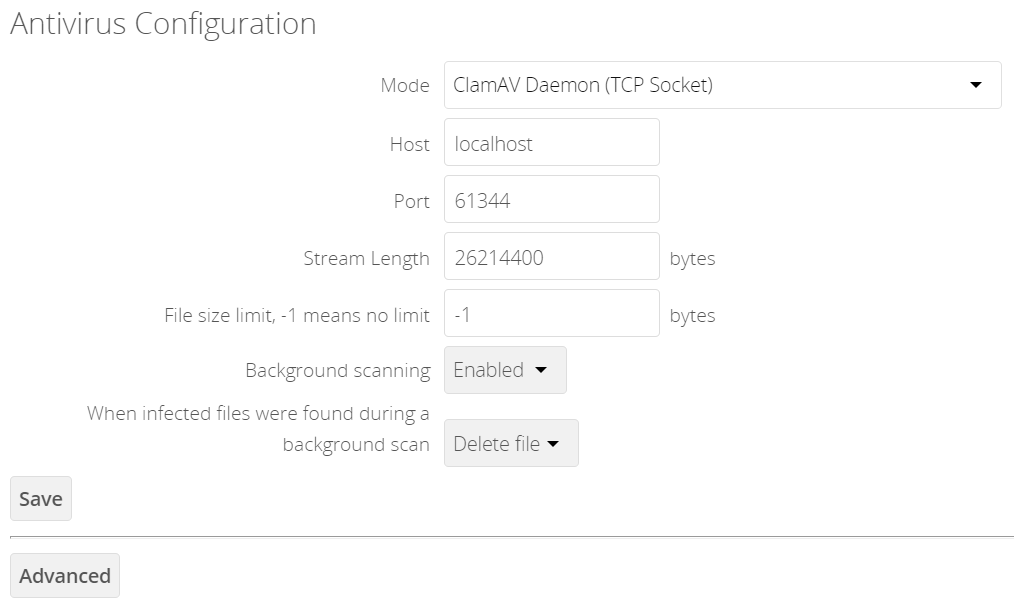 Antivirus Configuration
Mode ClamAV Daemon (TCP Socket)
Host localhost
Port 61344
Stream Length 26214400 bytes
File size limit, -1 means no limit -1 bytes
Background scanning Enabled
When infected files were found during a
background scan Delete file
Save
Advanced